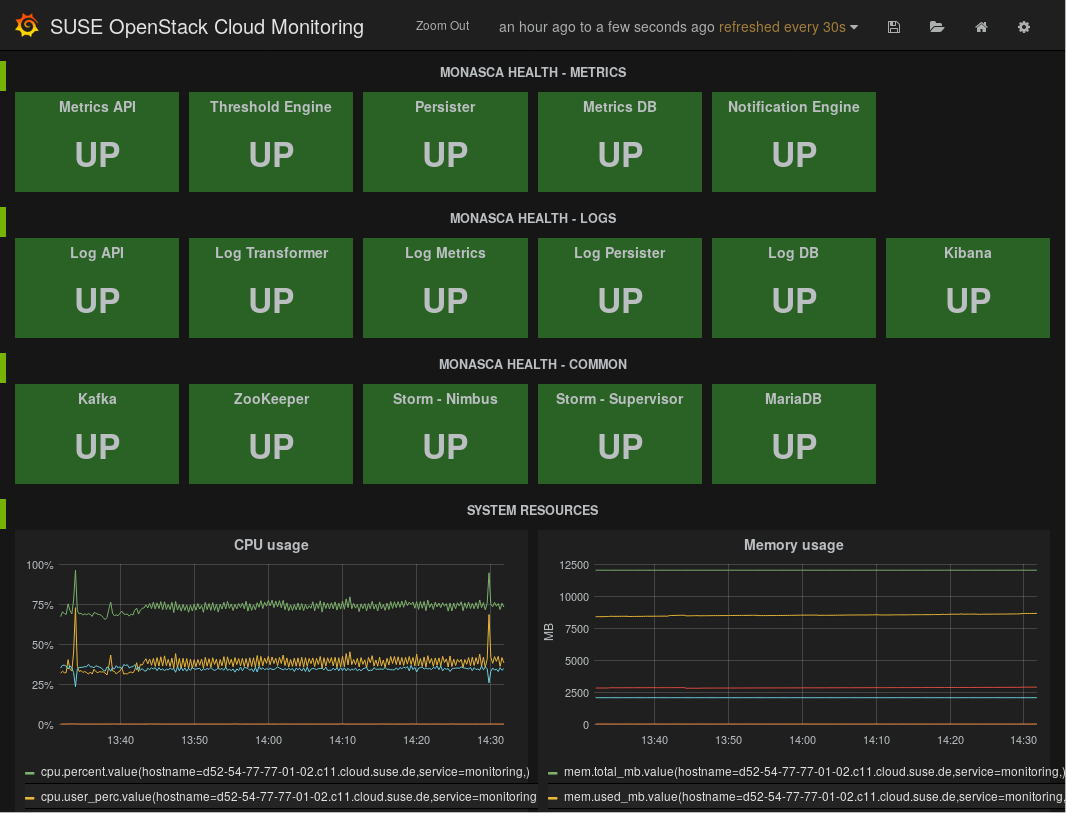 SUSE OpenStack Cloud Monitoring
Zoom Out
an hour ago to a few seconds ago refreshed every 30s
MONASCA HEALTH - METRICS
Metrics API
Threshold Engine
Persister
Metrics DB
Notification Engine
UP
UP
UP
UP
UP
MONASCA HEALTH - LOGS
Log API
Log Transformer
Log Metrics
Log Persister
Log DB
Kibana
UP
UP
UP
UP
UP
UP
MONASCA HEALTH - COMMON
Kafka
ZooKeeper
Storm - Nimbus
Storm - Supervisor
MariaDB
UP
UP
UP
UP
UP
SYSTEM RESOURCES
CPU usage
100%
75%
50%
25%
0%
13:40
13:50
14:00
14:10
14:20
14:30
cpu.percent.value(hostname=d52-54-77-77-01-02.c11.cloud.suse.de,service=monitoring,)
cpu.user_perc.value(hostname=d52-54-77-77-01-02.c11.cloud.suse.de,service=monitoring
Memory usage
MB
12500
10000
7500
5000
2500
0
13:40
13:50
14:00
14:10
14:20
14:30
mem.total_mb.value(hostname=d52-54-77-77-01-02.c11.cloud.suse.de,service=monitoring,)
mem.used_mb.value(hostname=d52-54-77-77-01-02.c11.cloud.suse.de,service=monitoring,